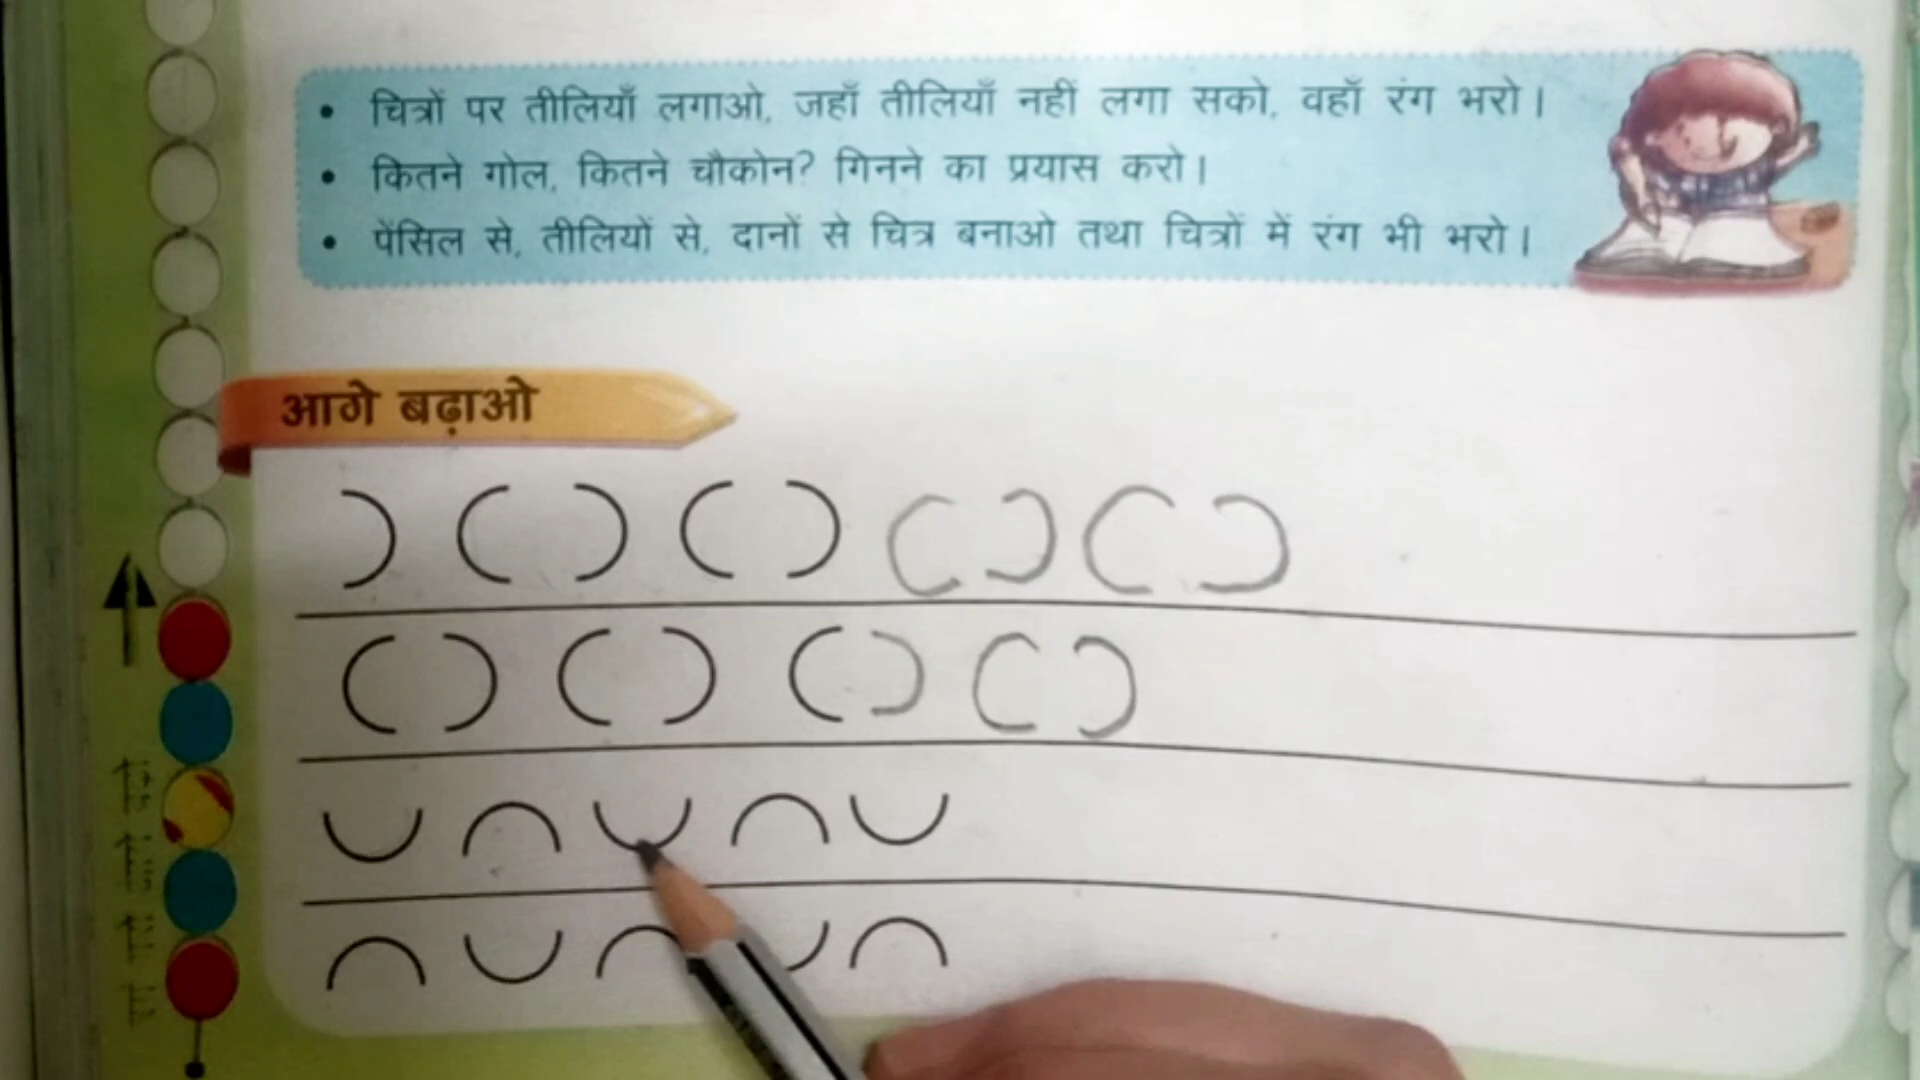 • चित्रों पर तीलियाँ लगाओ, जहाँ तीलियाँ नहीं लगा सको, वहाँ रंग भरो।
• कितने गोल, कितने चौकोन? गिनने का प्रयास करो।
• पेंसिल से, तीलियों से, दानों से चित्र बनाओ तथा चित्रों में रंग भी भरो।
आगे बढ़ाओ